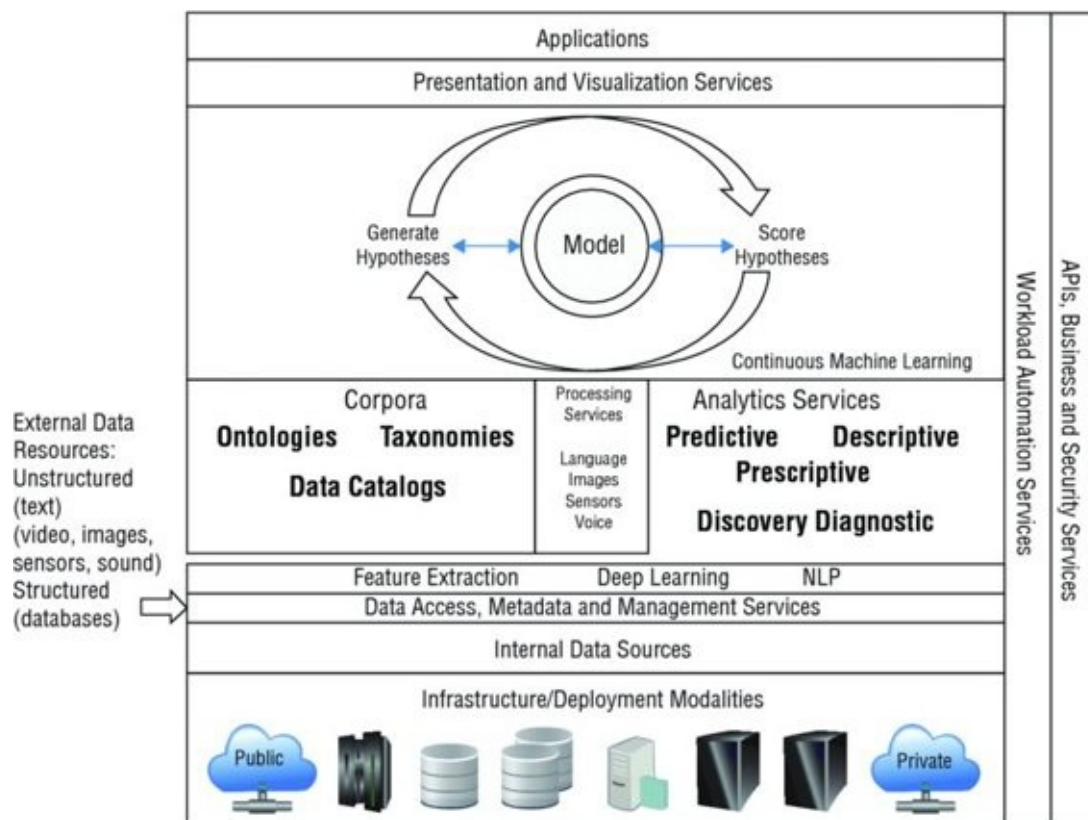 Applications
Presentation and Visualization Services
Generate
Hypotheses
Model
Score
Hypotheses
Continuous Machine Learning
Corpora
Ontologies Taxonomies
Data Catalogs
Processing
Services
Language
Images
Sensors
Voice
Analytics Services
Predictive Descriptive
Prescriptive
Discovery Diagnostic
External Data
Resources:
Unstructured
(text)
(video, images,
sensors, sound)
Structured
(databases)
Feature Extraction Deep Learning NLP
Data Access, Metadata and Management Services
Internal Data Sources
Infrastructure/Deployment Modalities
Public
Private
Workload Automation Services
APIs, Business and Security Services